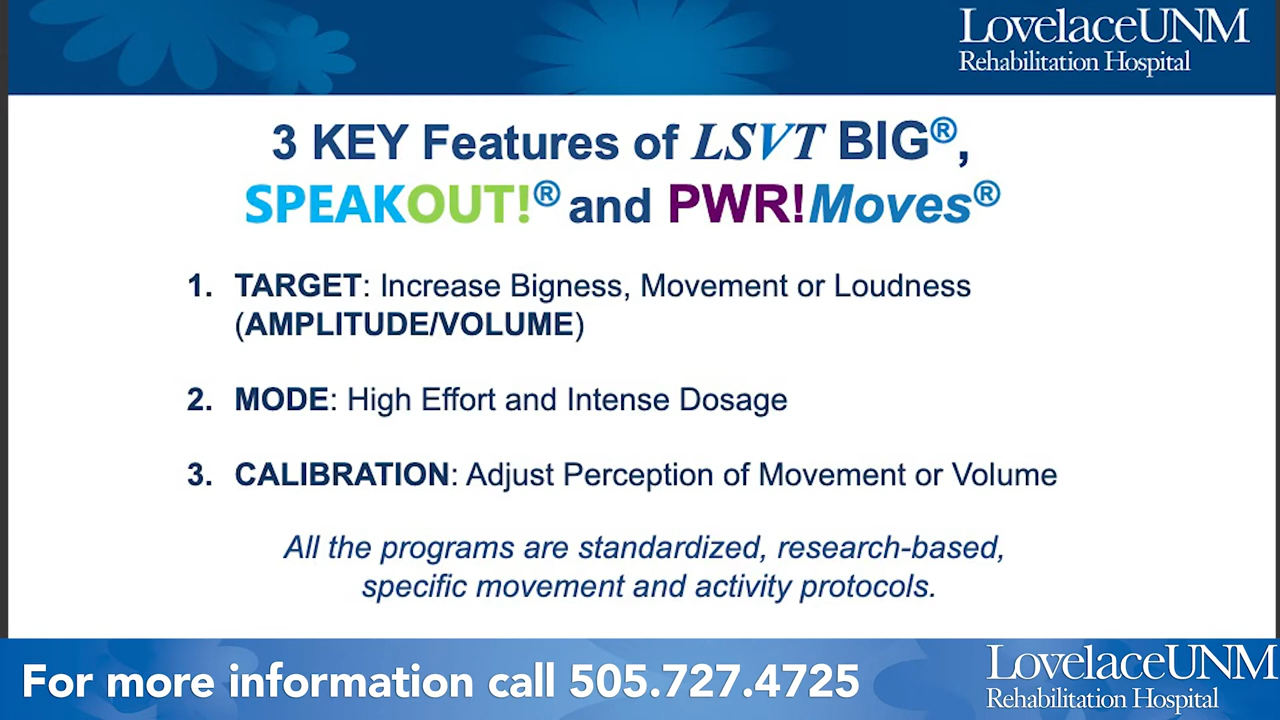 LovelaceUNM
Rehabilitation Hospital
3 KEY Features of LSVT BIG®,
SPEAKOUT!® and PWR!Moves®
1. TARGET: Increase Bigness, Movement or Loudness
(AMPLITUDE/VOLUME)
2. MODE: High Effort and Intense Dosage
3. CALIBRATION: Adjust Perception of Movement or Volume
All the programs are standardized, research-based,
specific movement and activity protocols.
For more information call 505.727.4725
LovelaceUNM
Rehabilitation Hospital